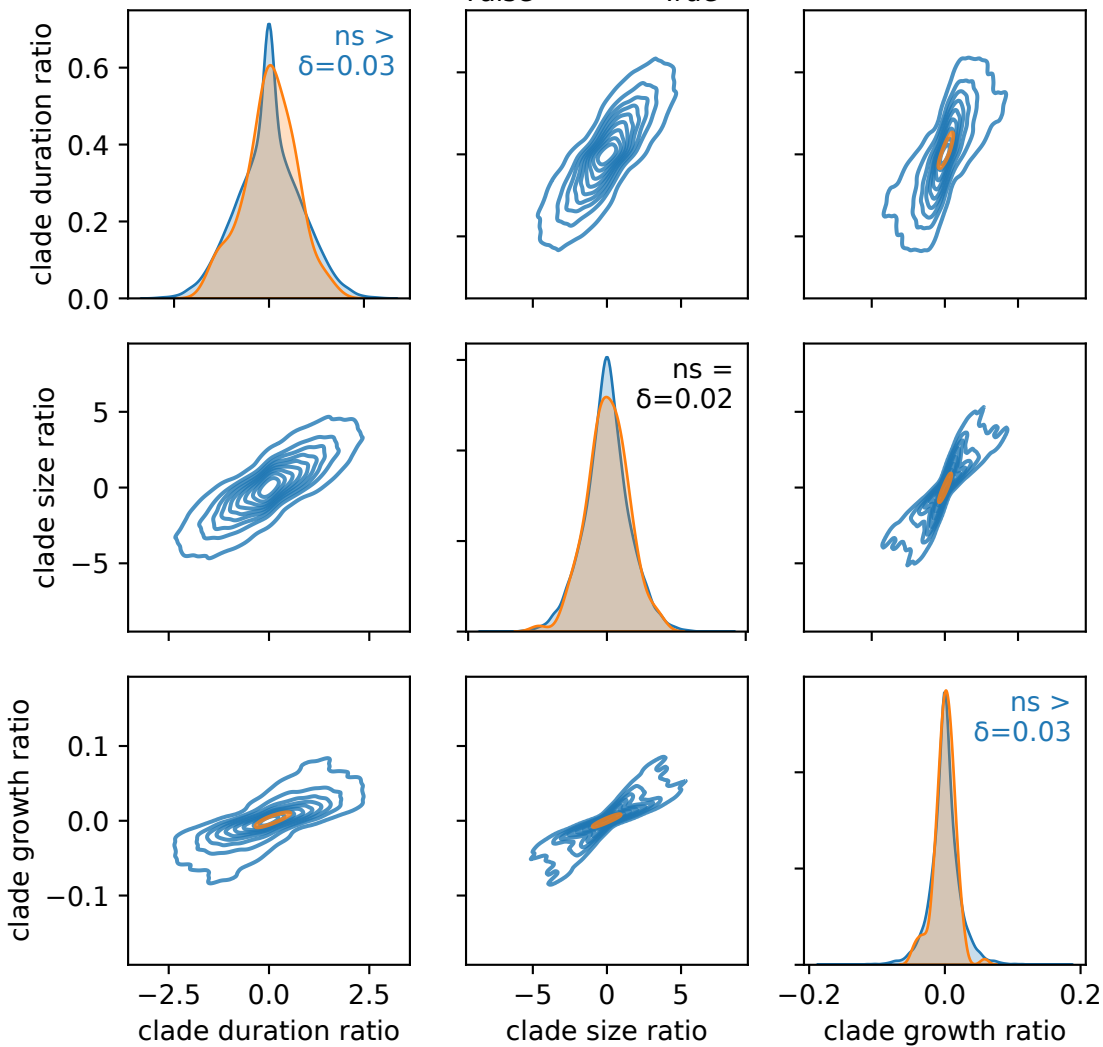 clade duration ratio
0.6
0.4
0.2
0.0
ns >
δ=0.03
clade size ratio
5
0
−5
ns =
δ=0.02
clade growth ratio
0.1
0.0
−0.1
ns >
δ=0.03
−2.5 0.0 2.5
−5 0 5
−0.2 0.0 0.2
clade duration ratio
clade size ratio
clade growth ratio